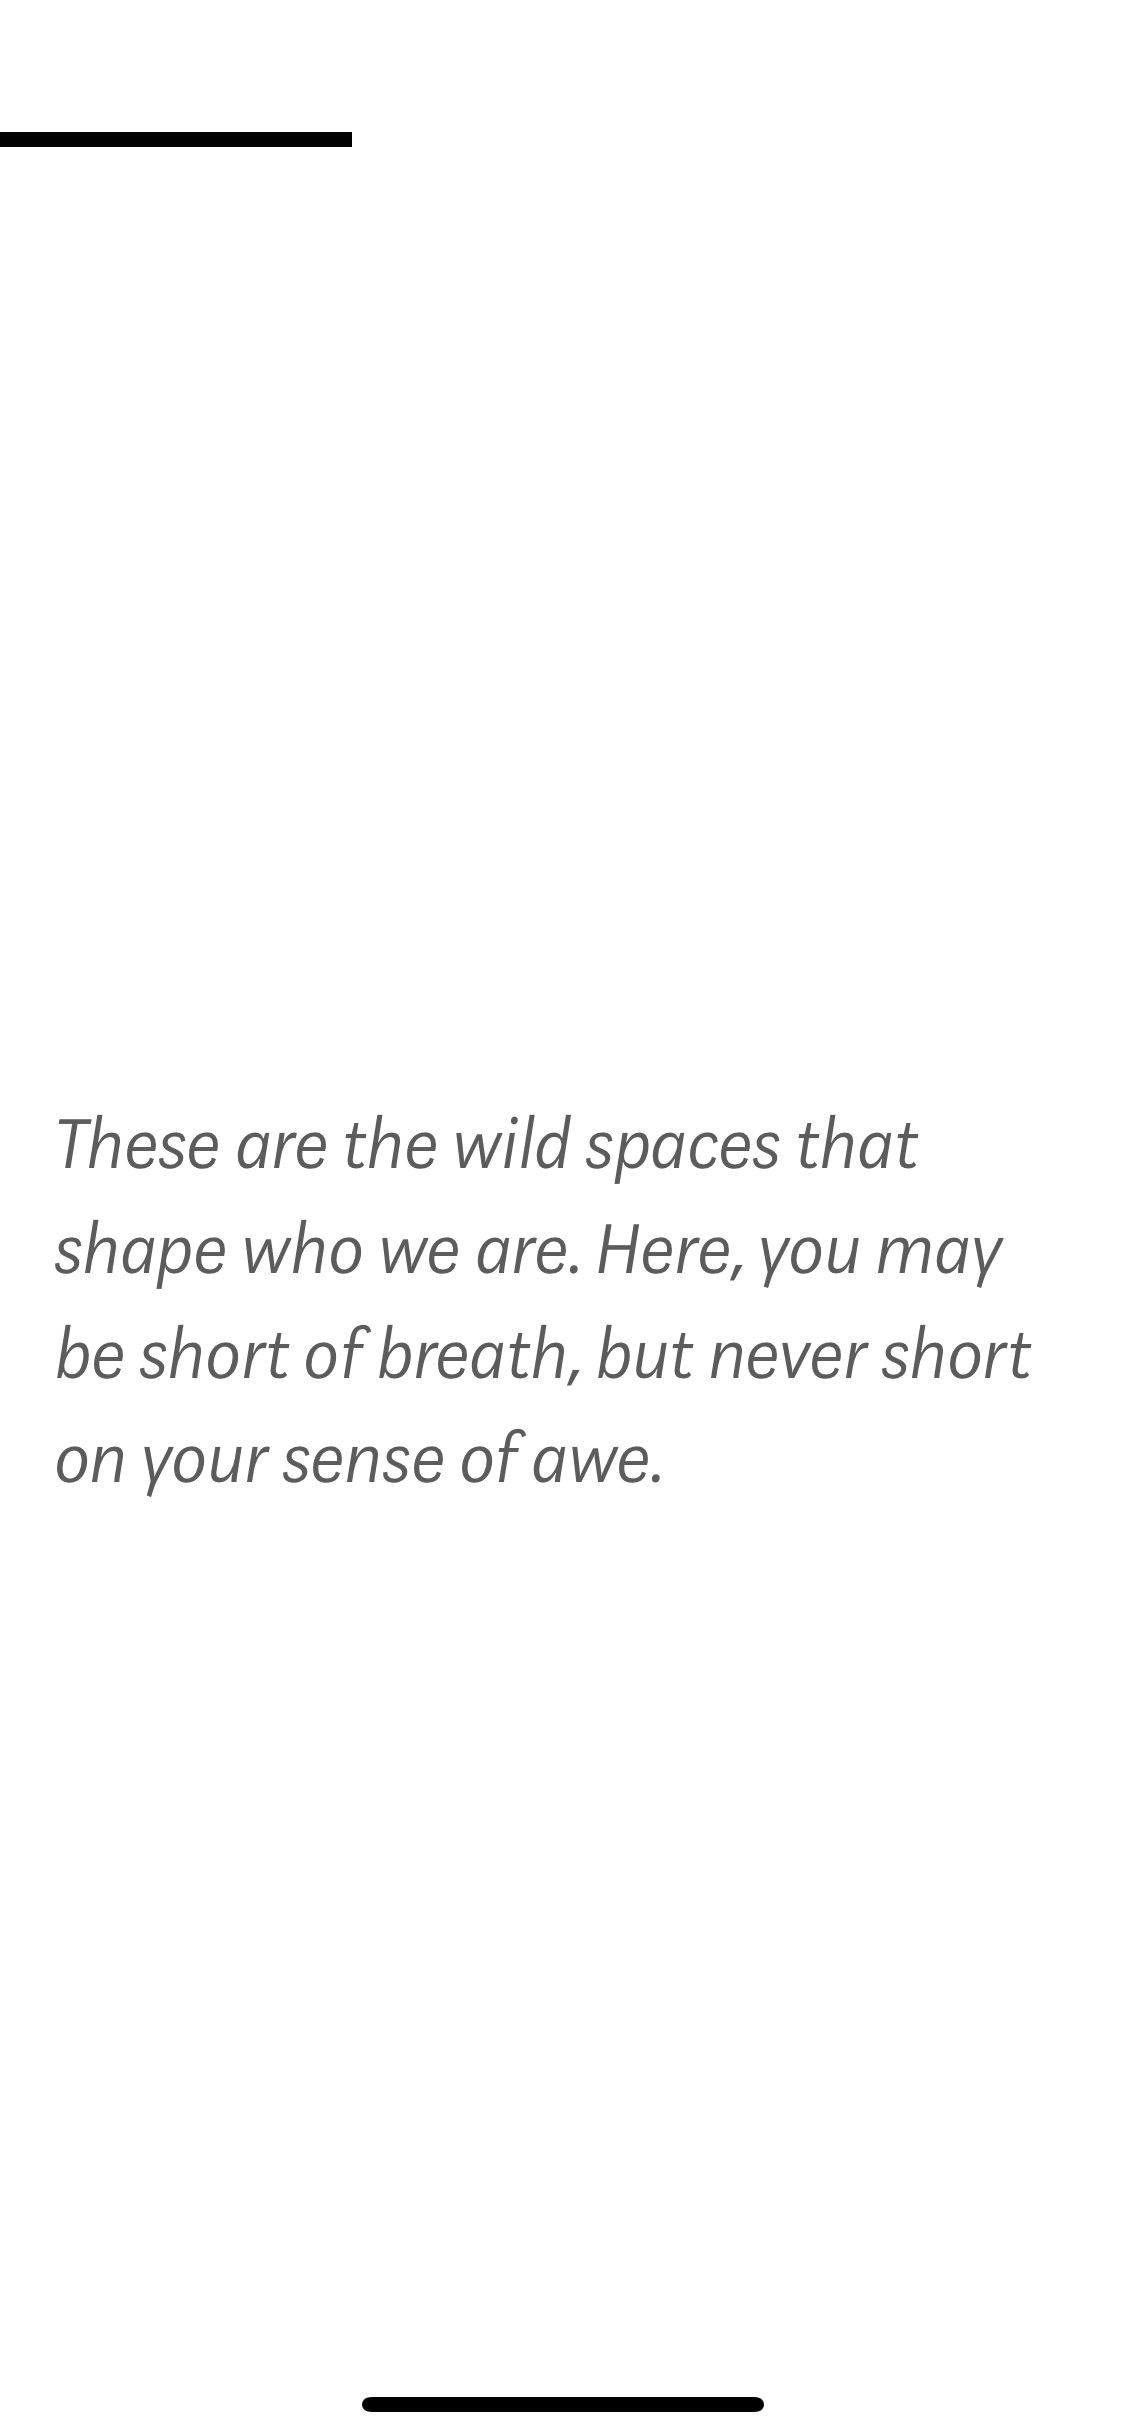 These are the wild spaces that
shape who we are. Here, you may
be short of breath, but never short
on your sense of awe.